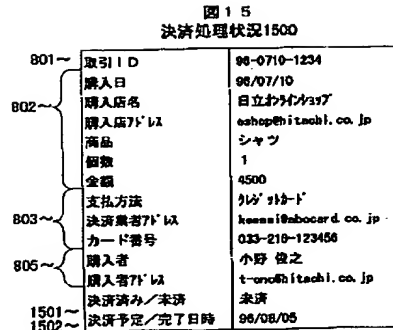 図15
決済処理状況1500
801~ 取引ID 96-0710-1234
購入日 96/07/10
802~ 購入店名 日立オンラインショップ
購入店アドレス eshop@hitachi.co.jp
商品 シャツ
個数 1
金額 4500
支払方法 クレジットカード
803~ 決済業者アドレス kessai@abccard.co.jp
カード番号 033-218-123456
805~ 購入者 小野 俊之
購入者アドレス t-ono@hitachi.co.jp
1501~ 決済済み/未済 未済
1502~ 決済予定/完了日時 96/08/05